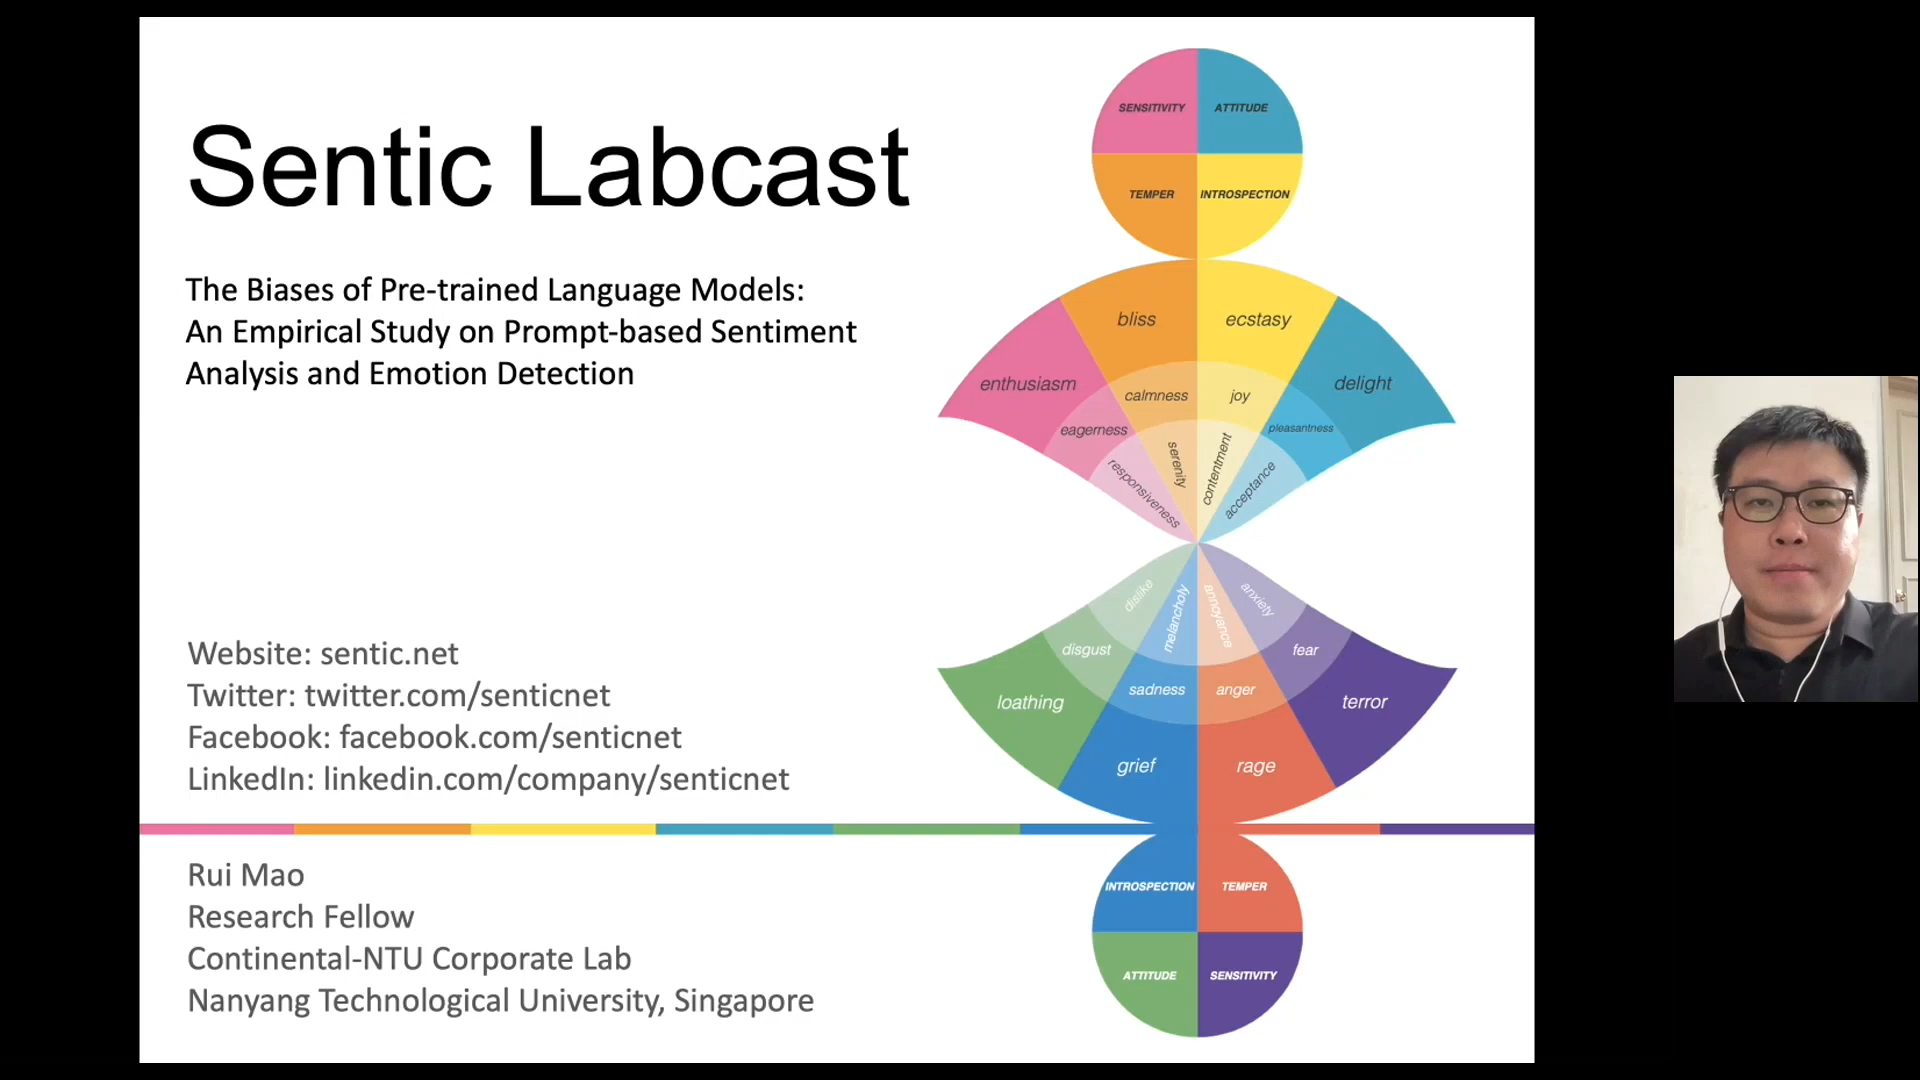 Sentic Labcast
The Biases of Pre-trained Language Models:
An Empirical Study on Prompt-based Sentiment
Analysis and Emotion Detection
Website: sentic.net
Twitter: twitter.com/senticnet
Facebook: facebook.com/senticnet
LinkedIn: linkedin.com/company/senticnet
Rui Mao
Research Fellow
Continental-NTU Corporate Lab
Nanyang Technological University, Singapore
SENSITIVITY
ATTITUDE
TEMPER
INTROSPECTION
bliss
ecstasy
enthusiasm
delight
calmness
joy
eagerness
pleasantness
responsiveness
serenity
contentment
acceptance
dislike
melancholy
annoyance
anxiety
disgust
fear
sadness
anger
loathing
terror
grief
rage
INTROSPECTION
TEMPER
ATTITUDE
SENSITIVITY